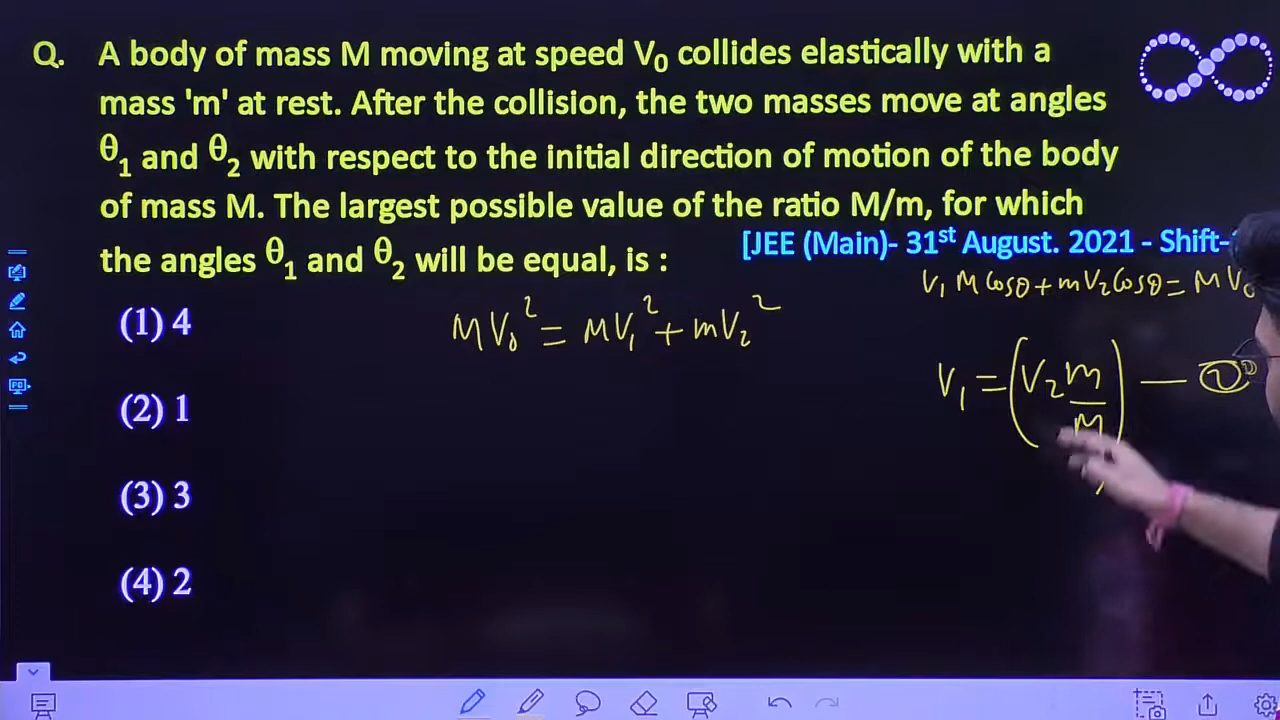 Q. A body of mass M moving at speed V₀ collides elastically with a
mass 'm' at rest. After the collision, the two masses move at angles
θ₁ and θ₂ with respect to the initial direction of motion of the body
of mass M. The largest possible value of the ratio M/m, for which
the angles θ₁ and θ₂ will be equal, is :
[JEE (Main)- 31st August. 2021 - Shift-
V₁ M Cosθ + m V₂ Cosθ = M V₀
(1) 4
MV₀² = MV₁² + mV₂²
V₁ = (V₂ m / M) —
(2) 1
(3) 3
(4) 2